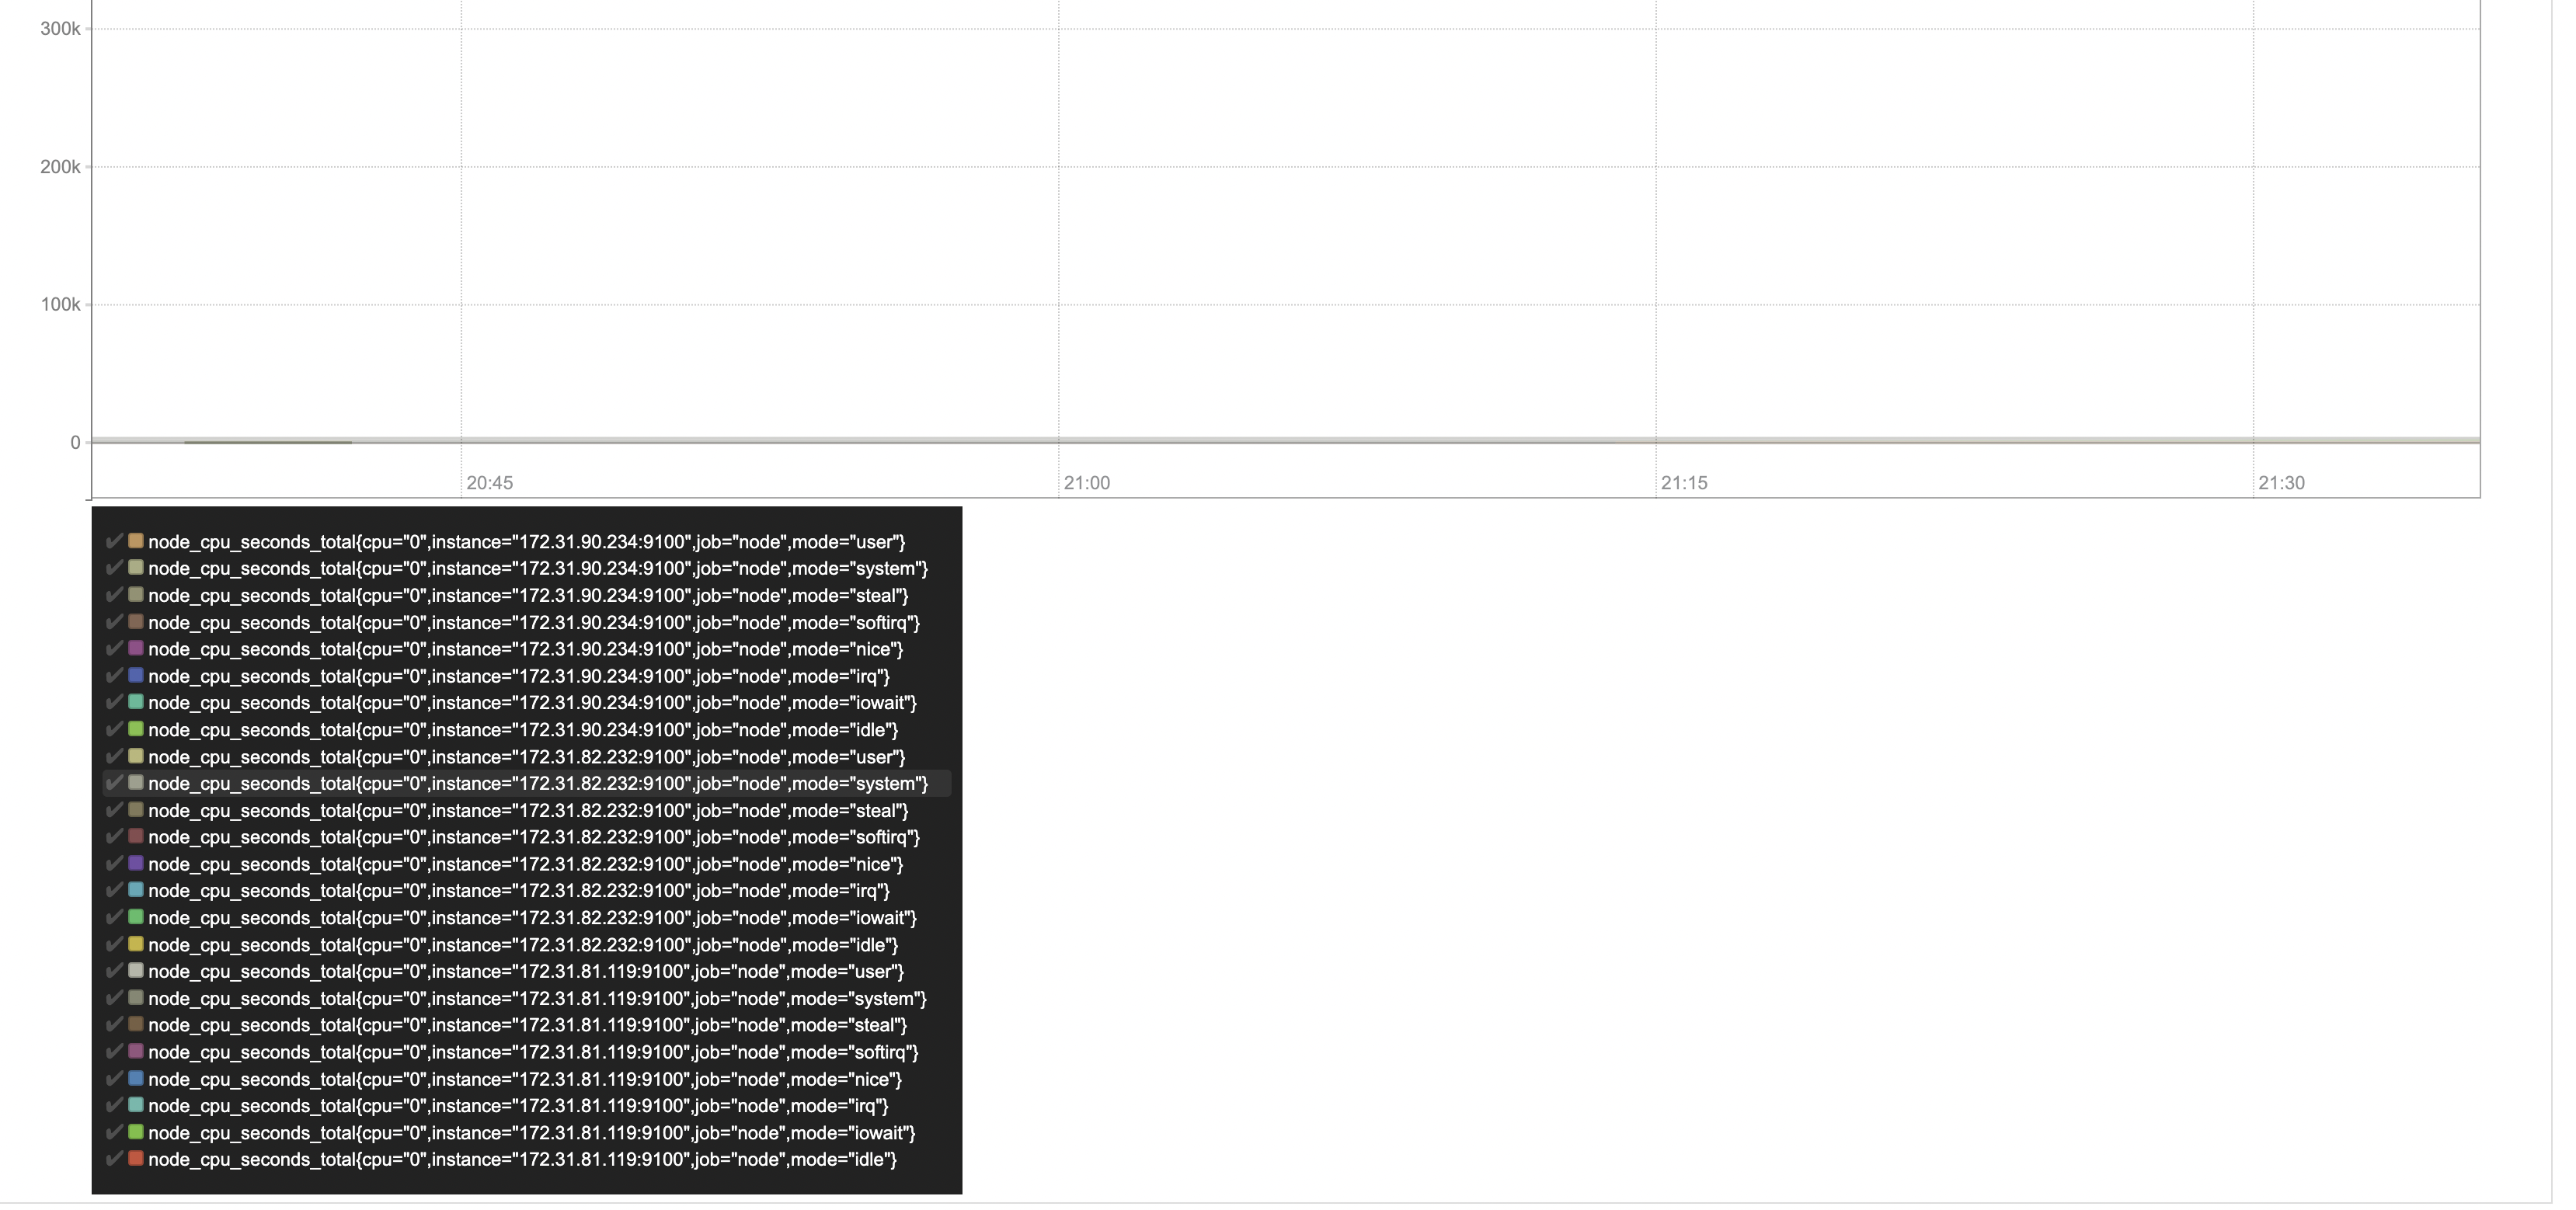 300k
200k
100k
0
20:45 21:00 21:15 21:30
node_cpu_seconds_total{cpu="0",instance="172.31.90.234:9100",job="node",mode="user"}
node_cpu_seconds_total{cpu="0",instance="172.31.90.234:9100",job="node",mode="system"}
node_cpu_seconds_total{cpu="0",instance="172.31.90.234:9100",job="node",mode="steal"}
node_cpu_seconds_total{cpu="0",instance="172.31.90.234:9100",job="node",mode="softirq"}
node_cpu_seconds_total{cpu="0",instance="172.31.90.234:9100",job="node",mode="nice"}
node_cpu_seconds_total{cpu="0",instance="172.31.90.234:9100",job="node",mode="irq"}
node_cpu_seconds_total{cpu="0",instance="172.31.90.234:9100",job="node",mode="iowait"}
node_cpu_seconds_total{cpu="0",instance="172.31.90.234:9100",job="node",mode="idle"}
node_cpu_seconds_total{cpu="0",instance="172.31.82.232:9100",job="node",mode="user"}
node_cpu_seconds_total{cpu="0",instance="172.31.82.232:9100",job="node",mode="system"}
node_cpu_seconds_total{cpu="0",instance="172.31.82.232:9100",job="node",mode="steal"}
node_cpu_seconds_total{cpu="0",instance="172.31.82.232:9100",job="node",mode="softirq"}
node_cpu_seconds_total{cpu="0",instance="172.31.82.232:9100",job="node",mode="nice"}
node_cpu_seconds_total{cpu="0",instance="172.31.82.232:9100",job="node",mode="irq"}
node_cpu_seconds_total{cpu="0",instance="172.31.82.232:9100",job="node",mode="iowait"}
node_cpu_seconds_total{cpu="0",instance="172.31.82.232:9100",job="node",mode="idle"}
node_cpu_seconds_total{cpu="0",instance="172.31.81.119:9100",job="node",mode="user"}
node_cpu_seconds_total{cpu="0",instance="172.31.81.119:9100",job="node",mode="system"}
node_cpu_seconds_total{cpu="0",instance="172.31.81.119:9100",job="node",mode="steal"}
node_cpu_seconds_total{cpu="0",instance="172.31.81.119:9100",job="node",mode="softirq"}
node_cpu_seconds_total{cpu="0",instance="172.31.81.119:9100",job="node",mode="nice"}
node_cpu_seconds_total{cpu="0",instance="172.31.81.119:9100",job="node",mode="irq"}
node_cpu_seconds_total{cpu="0",instance="172.31.81.119:9100",job="node",mode="iowait"}
node_cpu_seconds_total{cpu="0",instance="172.31.81.119:9100",job="node",mode="idle"}